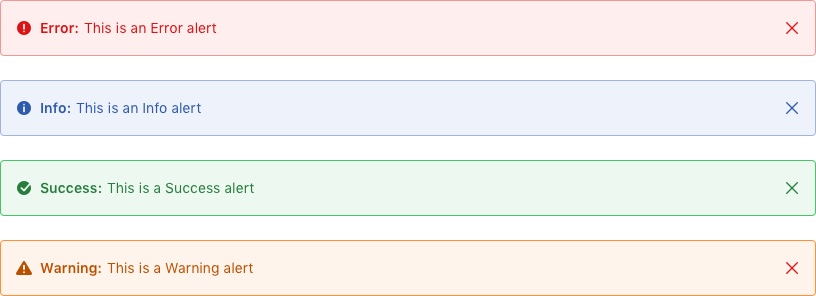 Error: This is an Error alert
Info: This is an Info alert
Success: This is a Success alert
Warning: This is a Warning alert